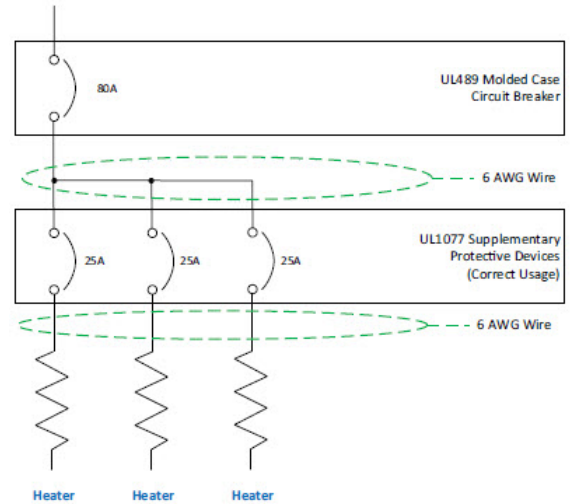 80A
UL489 Molded Case
Circuit Breaker
6 AWG Wire
25A
25A
25A
UL1077 Supplementary
Protective Devices
(Correct Usage)
6 AWG Wire
Heater
Heater
Heater